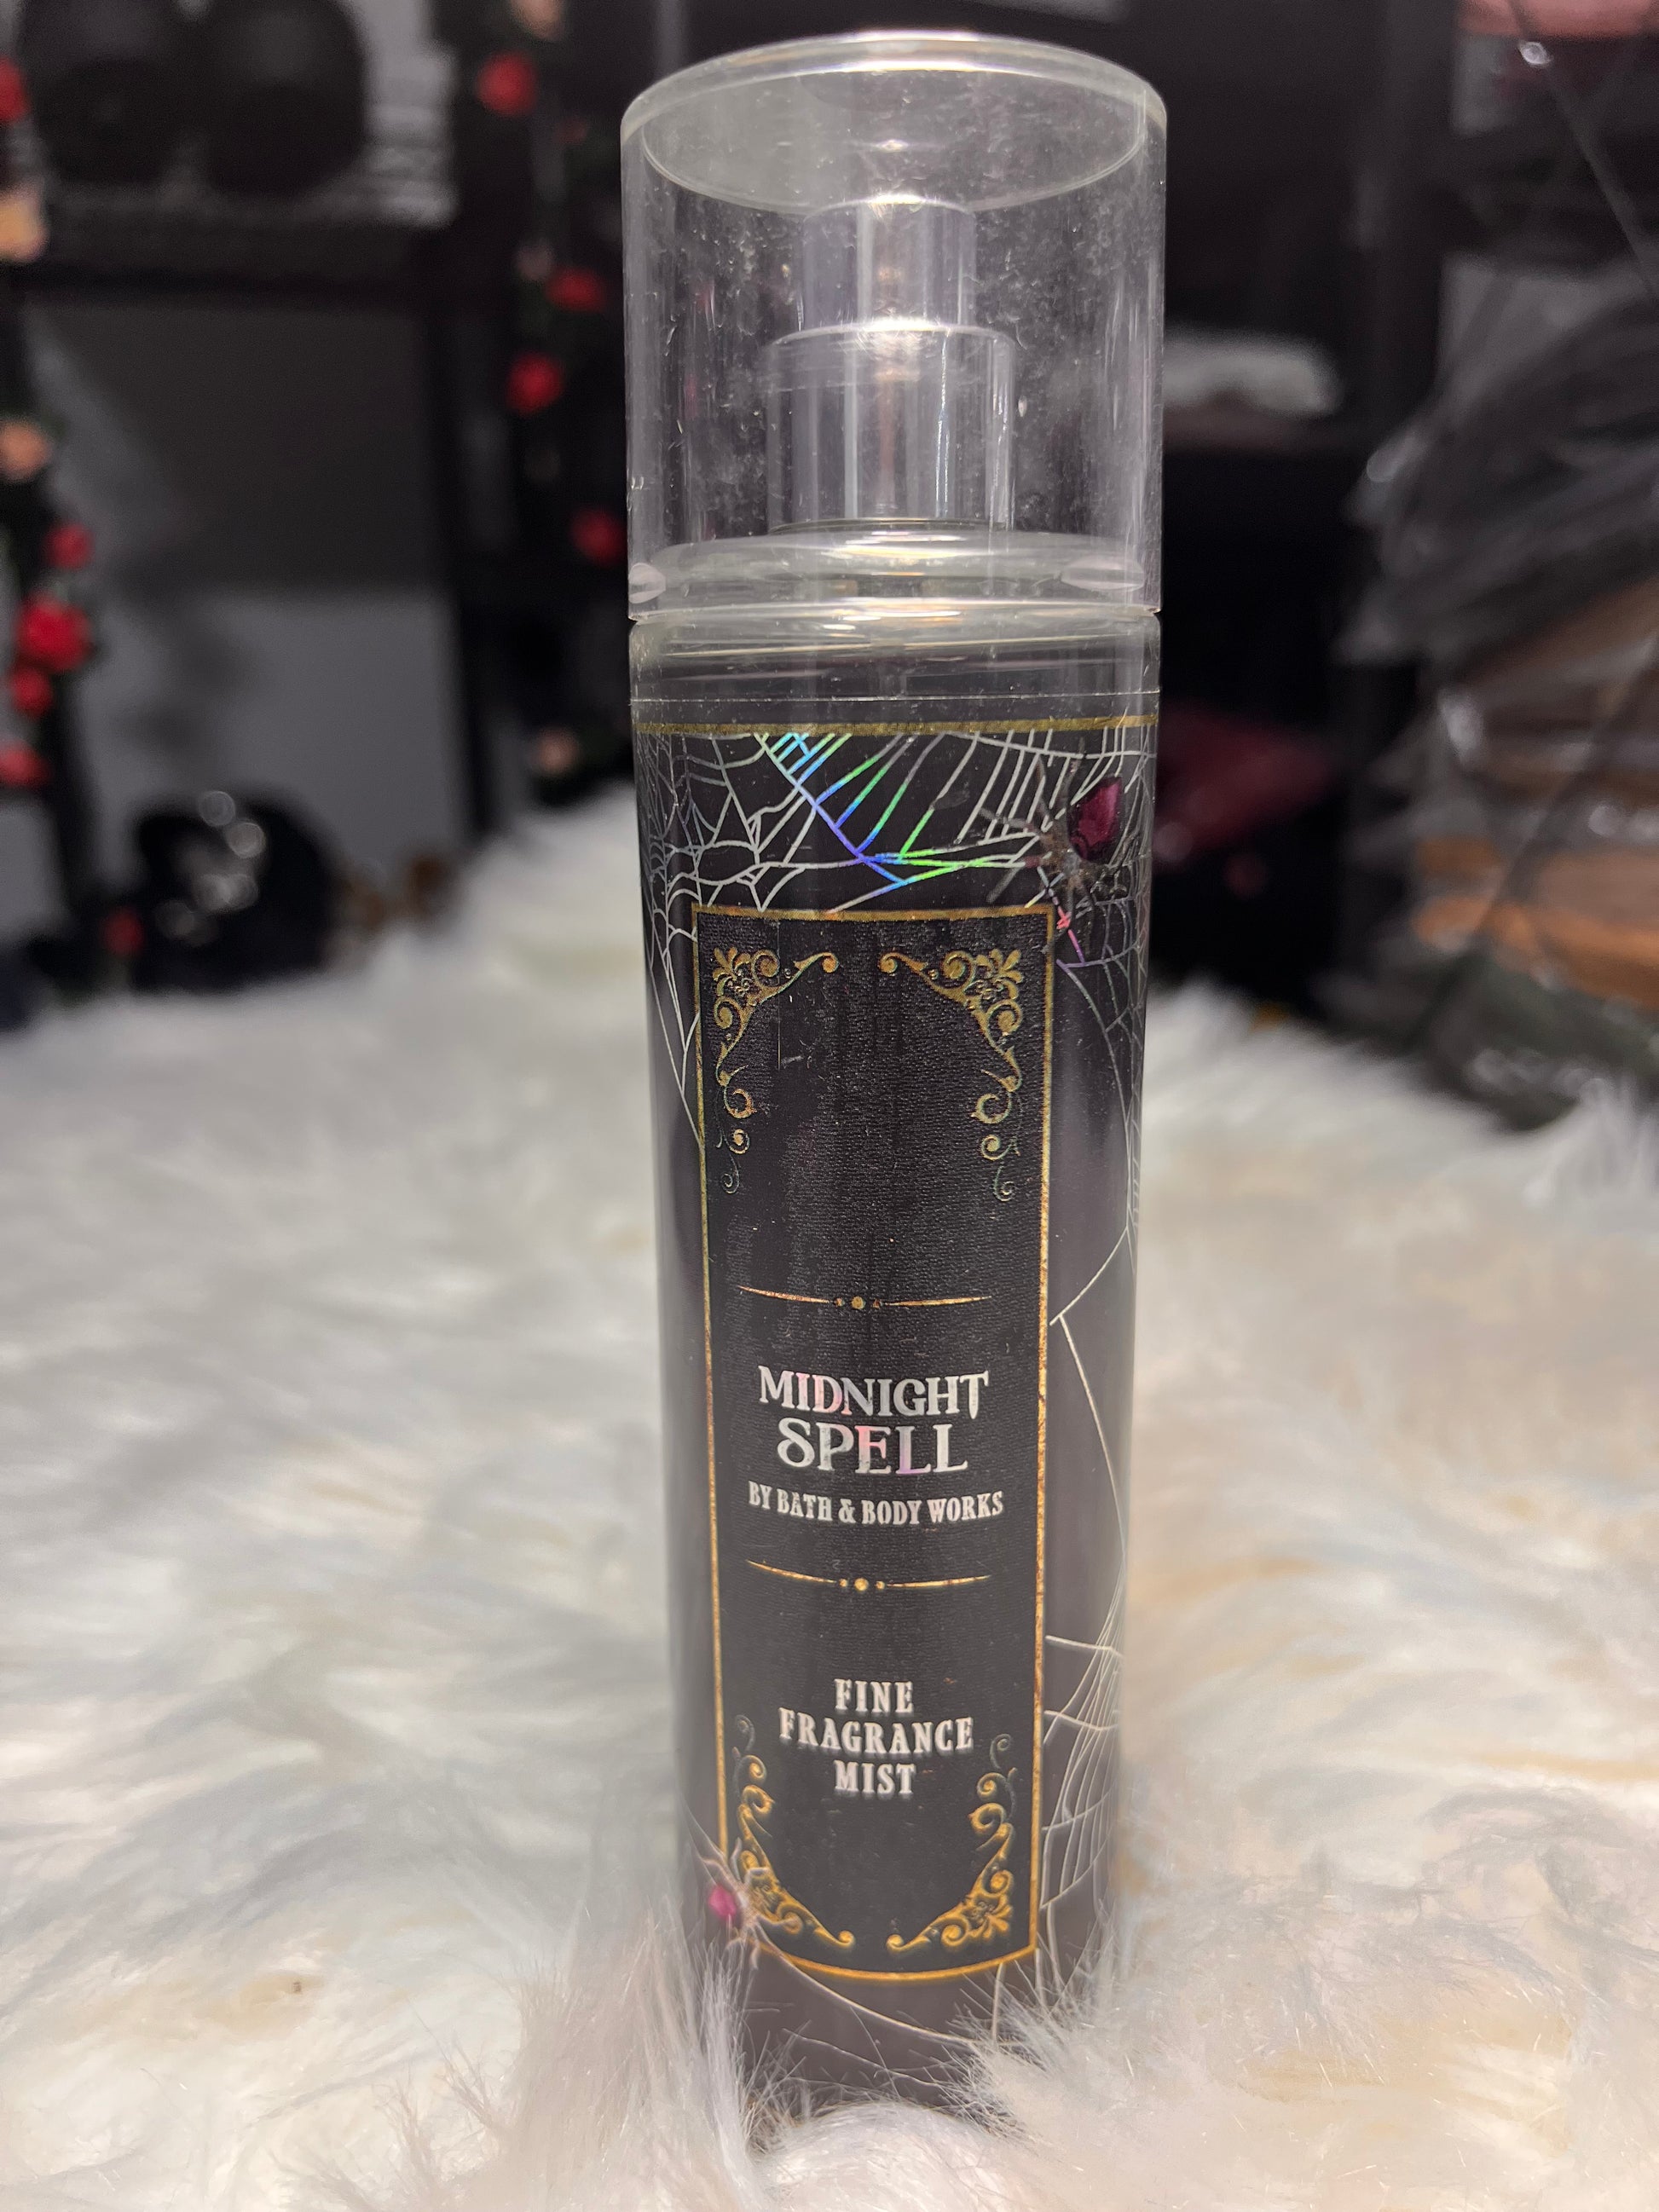 MIDNIGHT
SPELL
BY BATH & BODY WORKS
FINE
FRAGRANCE
MIST